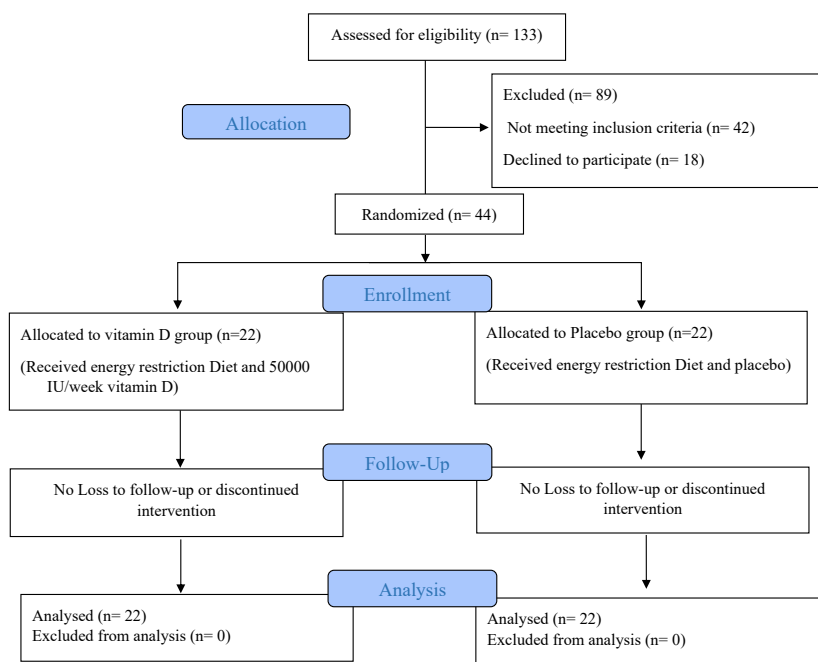 Assessed for eligibility (n= 133)
Excluded (n= 89)
Not meeting inclusion criteria (n= 42)
Declined to participate (n= 18)
Allocation
Randomized (n= 44)
Enrollment
Allocated to vitamin D group (n=22)
(Received energy restriction Diet and 50000
IU/week vitamin D)
Allocated to Placebo group (n=22)
(Received energy restriction Diet and placebo)
Follow-Up
No Loss to follow-up or discontinued
intervention
No Loss to follow-up or discontinued
intervention
Analysis
Analysed (n= 22)
Excluded from analysis (n= 0)
Analysed (n= 22)
Excluded from analysis (n= 0)